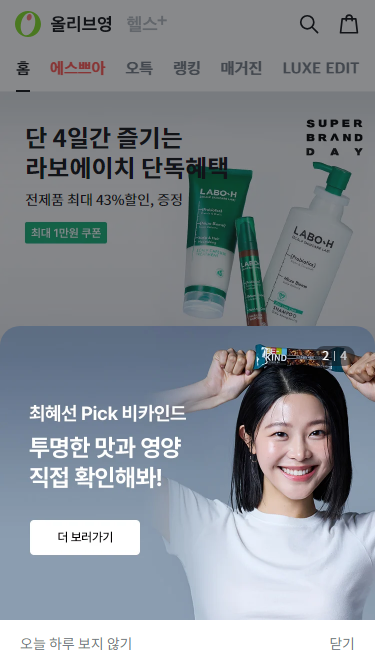 올리브영 헬스+
홈 에스쁘아 오특 랭킹 매거진 LUXE EDIT
단 4일간 즐기는
라보에이치 단독혜택
전제품 최대 43%할인, 증정
최대 1만원 쿠폰
SUPER
BRAND
DAY
LABO-H
LABO-H
SHAMPOO
BE-KIND
2 | 4
최혜선 Pick 비카인드
투명한 맛과 영양
직접 확인해봐!
더 보러가기
오늘 하루 보지 않기 닫기